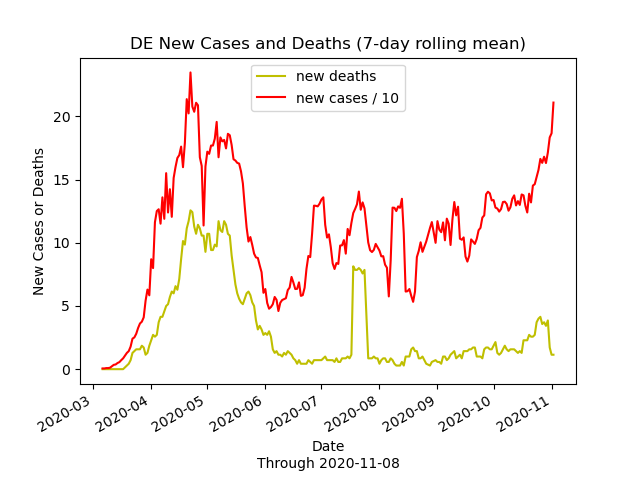 DE New Cases and Deaths (7-day rolling mean)
new deaths
new cases / 10
New Cases or Deaths
20
15
10
5
0
2020-03
2020-04
2020-05
2020-06
2020-07
2020-08
2020-09
2020-10
2020-11
Date
Through 2020-11-08